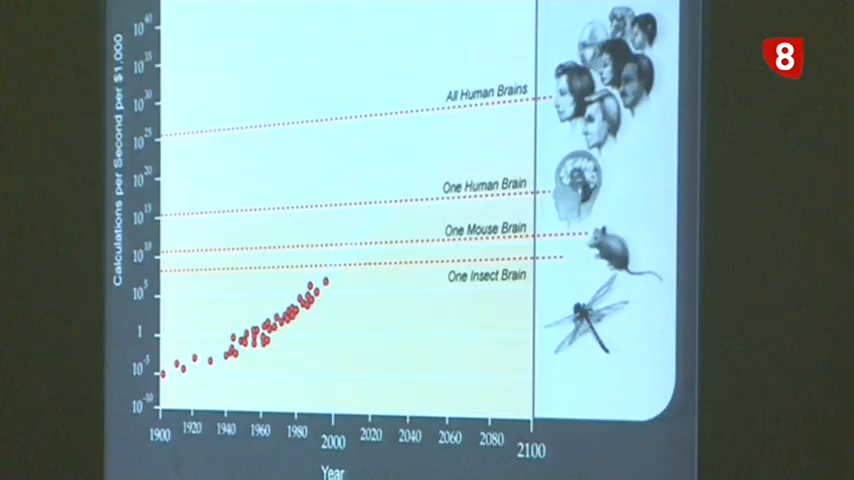 8
Calculations per Second per $1,000
10^40
10^35
10^30
10^25
10^20
10^15
10^10
10^5
1
10^-5
10^-10
All Human Brains
One Human Brain
One Mouse Brain
One Insect Brain
1900 1920 1940 1960 1980 2000 2020 2040 2060 2080 2100
Year